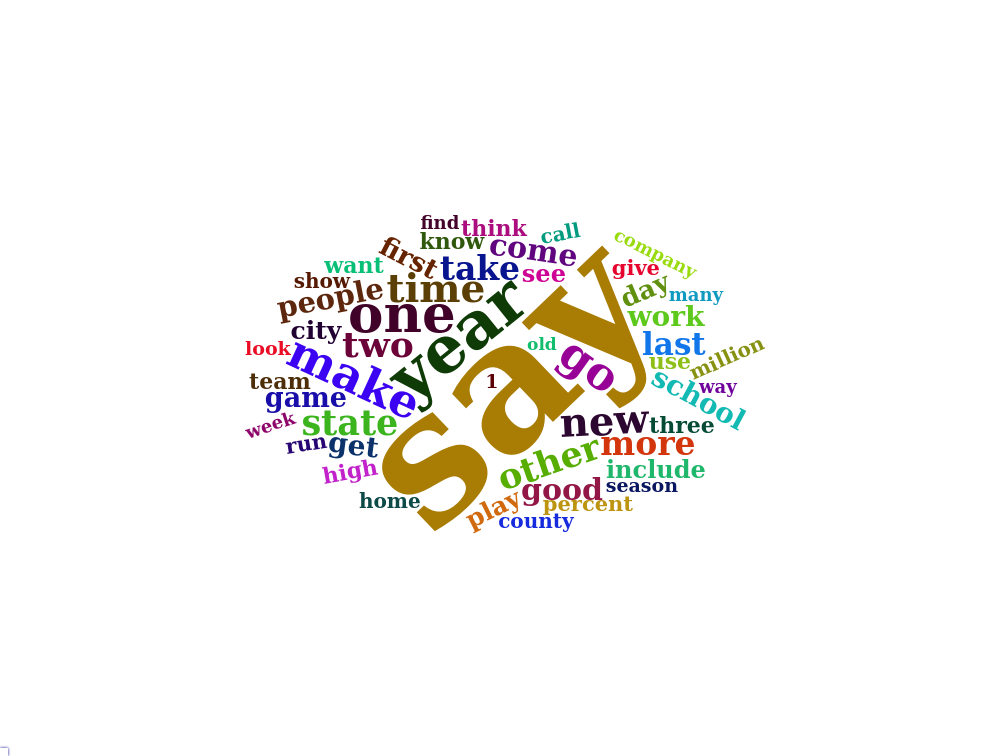 find
think
call
know
come
company
first
want
take
see
give
show
people
time
day
many
year
say
one
work
city
two
old
last
look
make
go
use
million
team
1
school
way
game
week
state
new
three
run
get
other
more
high
include
home
good
season
play
percent
county